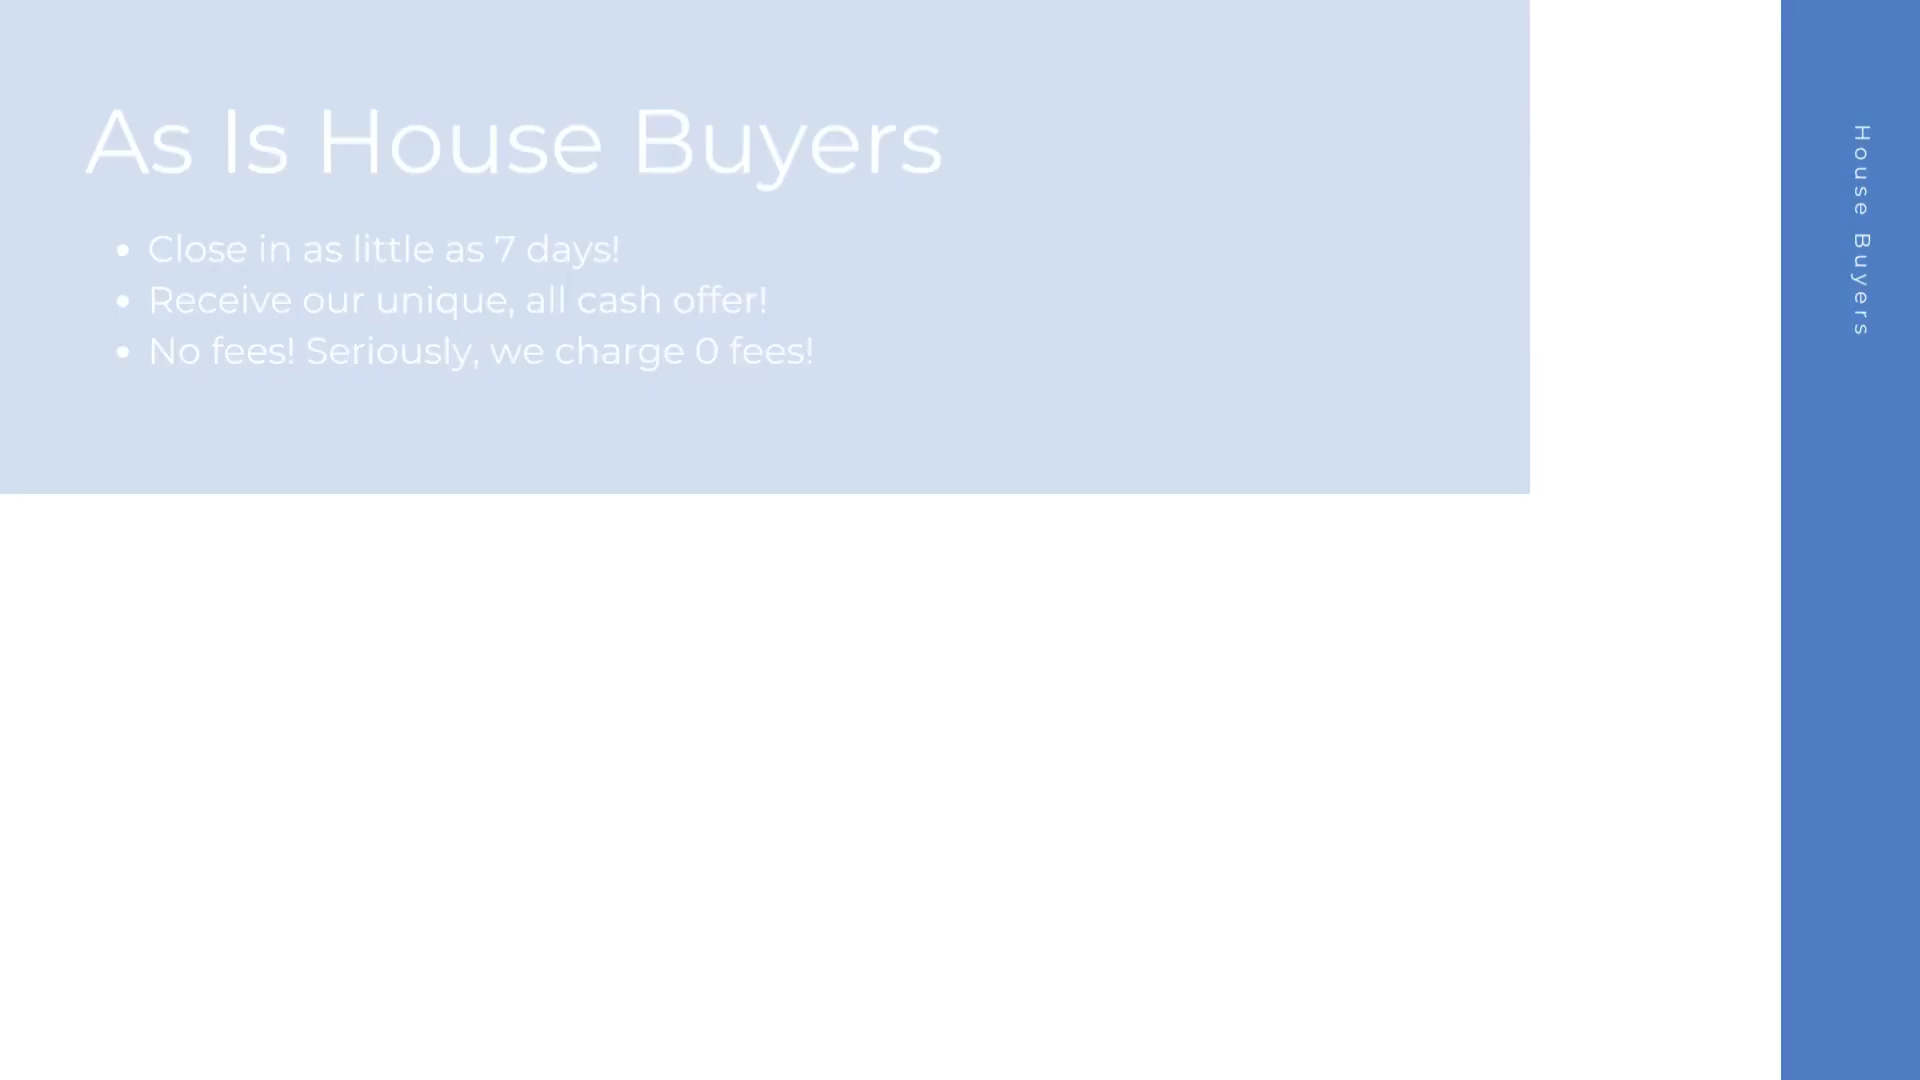 As Is House Buyers
• Close in as little as 7 days!
• Receive our unique, all cash offer!
• No fees! Seriously, we charge 0 fees!
House Buyers